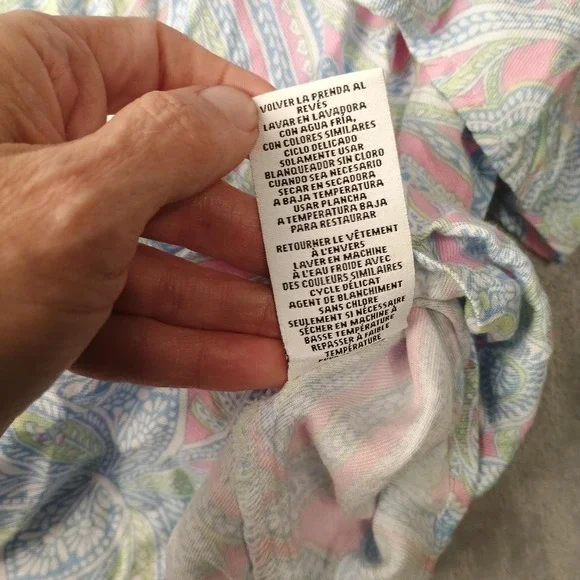 VOLVER LA PRENDA AL
REVÉS
LAVAR EN LAVADORA
CON AGUA FRÍA,
CON COLORES SIMILARES
CICLO DELICADO
SOLAMENTE USAR
BLANQUEADOR SIN CLORO
CUANDO SEA NECESARIO
SECAR EN SECADORA
A BAJA TEMPERATURA
USAR PLANCHA
A TEMPERATURA BAJA
PARA RESTAURAR
RETOURNER LE VÊTEMENT
À L'ENVERS
LAVER EN MACHINE
À L'EAU FROIDE AVEC
DES COULEURS SIMILAIRES
CYCLE DÉLICAT
AGENT DE BLANCHIMENT
SANS CHLORE
SEULEMENT SI NÉCESSAIRE
SÉCHER EN MACHINE À
BASSE TEMPÉRATURE
REPASSER À FAIBLE
TEMPÉRATURE